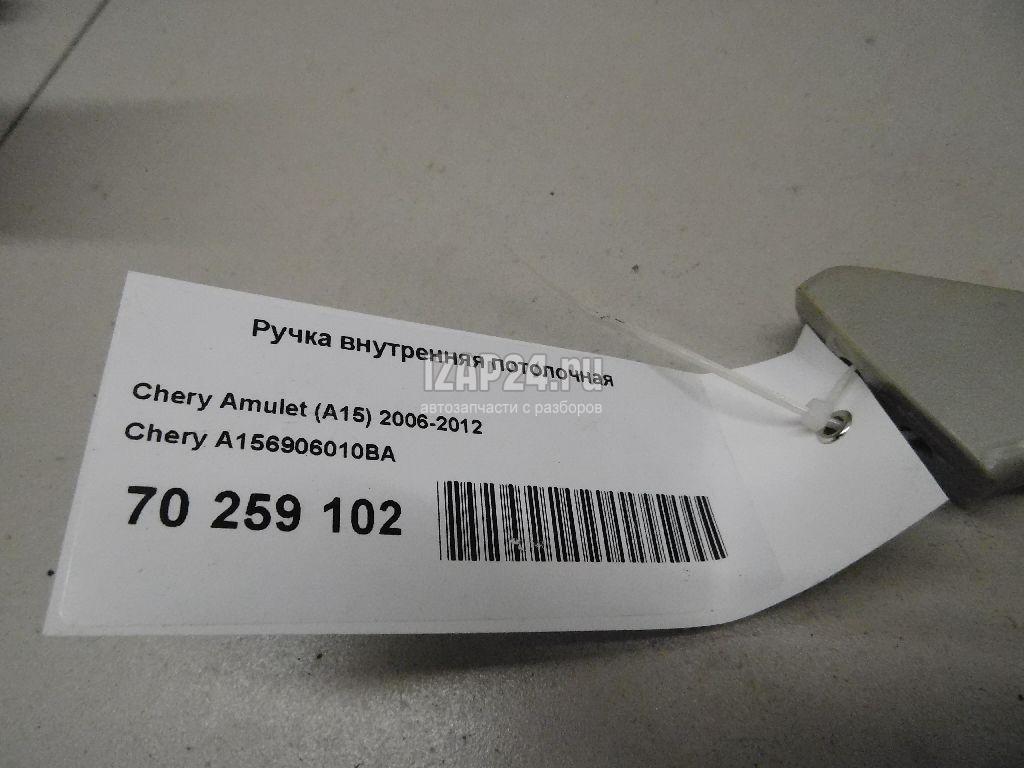 Ручка внутренняя потолочная
IZAP24.ru
автозапчасти с разборов
Chery Amulet (A15) 2006-2012
Chery A156906010BA
70 259 102